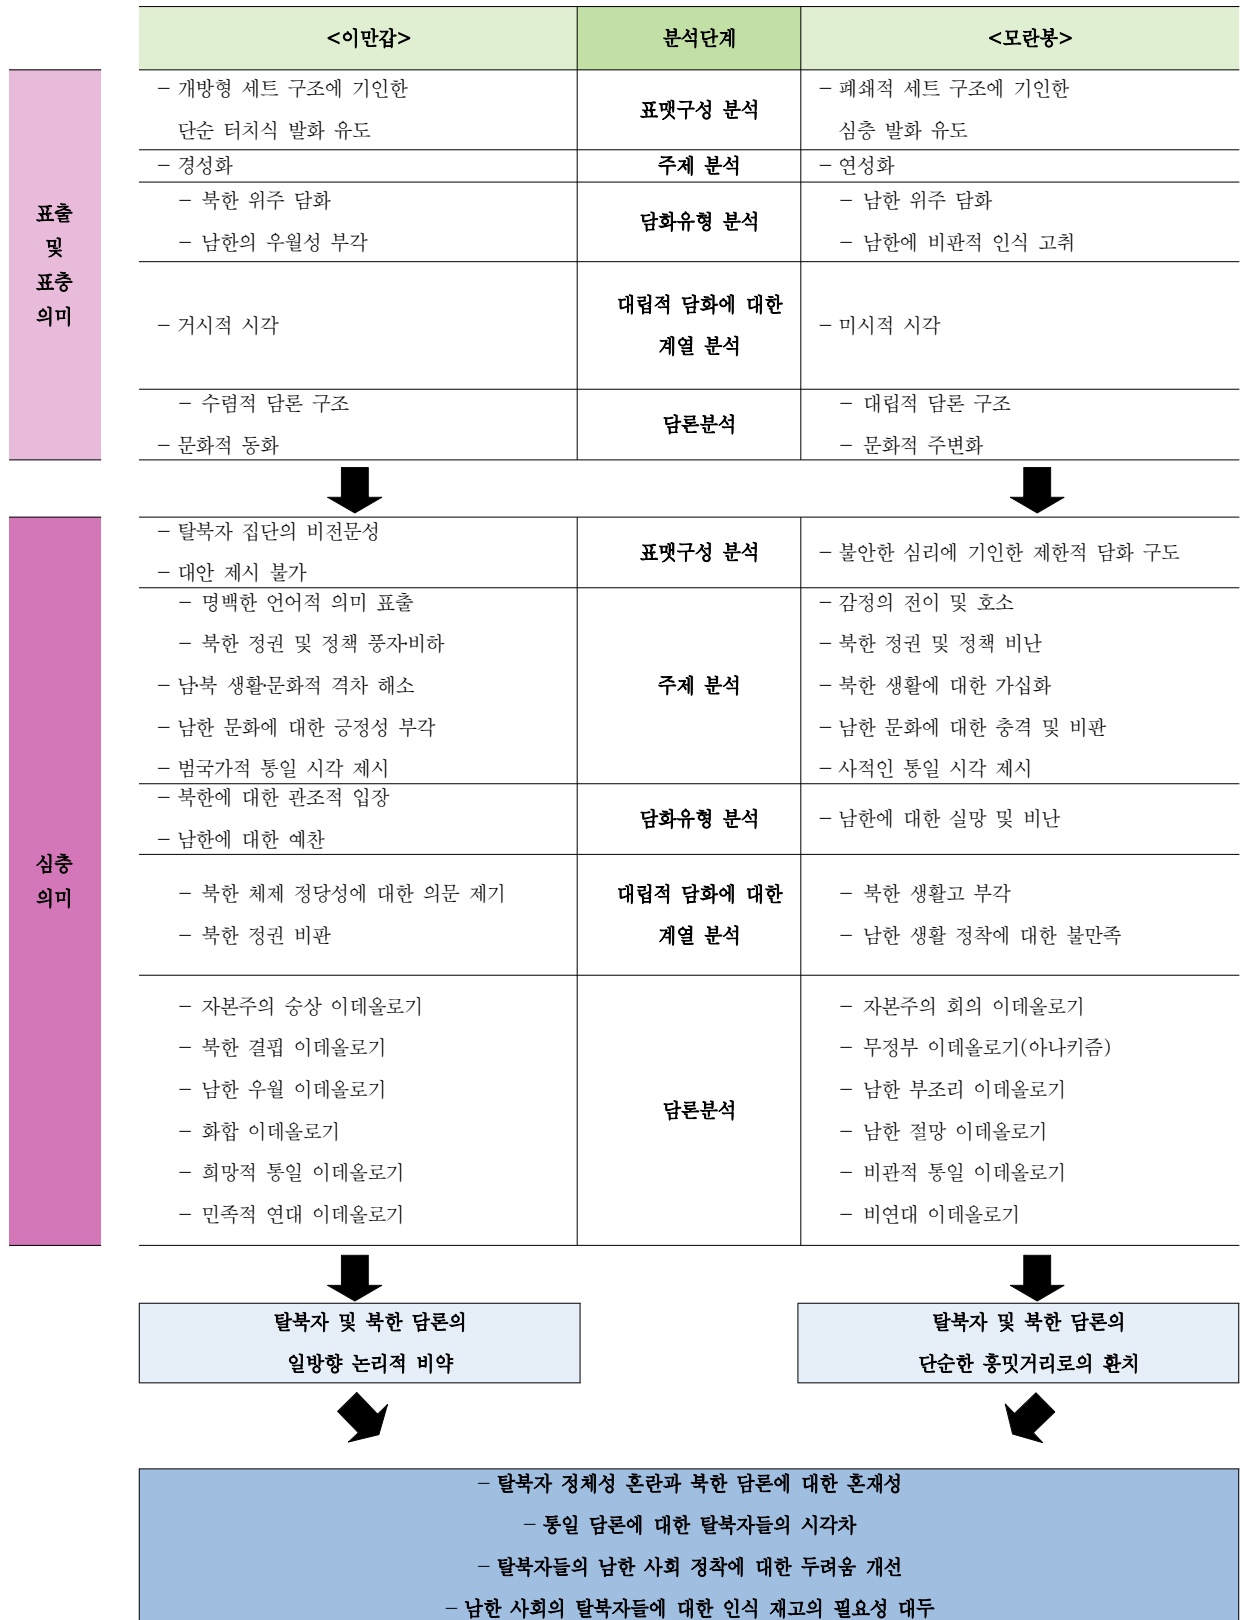 <이만갑>
분석단계
<모란봉>
표출
및
표층
의미
– 개방형 세트 구조에 기인한
단순 터치식 발화 유도
표맷구성 분석
– 폐쇄적 세트 구조에 기인한
심층 발화 유도
– 경성화
주제 분석
– 연성화
– 북한 위주 담화
– 남한의 우월성 부각
담화유형 분석
– 남한 위주 담화
– 남한에 비판적 인식 고취
– 거시적 시각
대립적 담화에 대한
계열 분석
– 미시적 시각
– 수렴적 담론 구조
– 문화적 동화
담론분석
– 대립적 담론 구조
– 문화적 주변화
심층
의미
– 탈북자 집단의 비전문성
– 대안 제시 불가
표맷구성 분석
– 불안한 심리에 기인한 제한적 담화 구도
– 명백한 언어적 의미 표출
– 북한 정권 및 정책 풍자·비하
– 남·북 생활·문화적 격차 해소
– 남한 문화에 대한 긍정성 부각
– 범국가적 통일 시각 제시
주제 분석
– 감정의 전이 및 호소
– 북한 정권 및 정책 비난
– 북한 생활에 대한 가십화
– 남한 문화에 대한 충격 및 비판
– 사적인 통일 시각 제시
– 북한에 대한 관조적 입장
– 남한에 대한 예찬
담화유형 분석
– 남한에 대한 실망 및 비난
– 북한 체제 정당성에 대한 의문 제기
– 북한 정권 비판
대립적 담화에 대한
계열 분석
– 북한 생활고 부각
– 남한 생활 정착에 대한 불만족
– 자본주의 숭상 이데올로기
– 북한 결핍 이데올로기
– 남한 우월 이데올로기
– 화합 이데올로기
– 희망적 통일 이데올로기
– 민족적 연대 이데올로기
담론분석
– 자본주의 회의 이데올로기
– 무정부 이데올로기(아나키즘)
– 남한 부조리 이데올로기
– 남한 절망 이데올로기
– 비관적 통일 이데올로기
– 비연대 이데올로기
탈북자 및 북한 담론의
일방향 논리적 비약
탈북자 및 북한 담론의
단순한 흥밋거리로의 환치
– 탈북자 정체성 혼란과 북한 담론에 대한 혼재성
– 통일 담론에 대한 탈북자들의 시각차
– 탈북자들의 남한 사회 정착에 대한 두려움 개선
– 남한 사회의 탈북자들에 대한 인식 재고의 필요성 대두